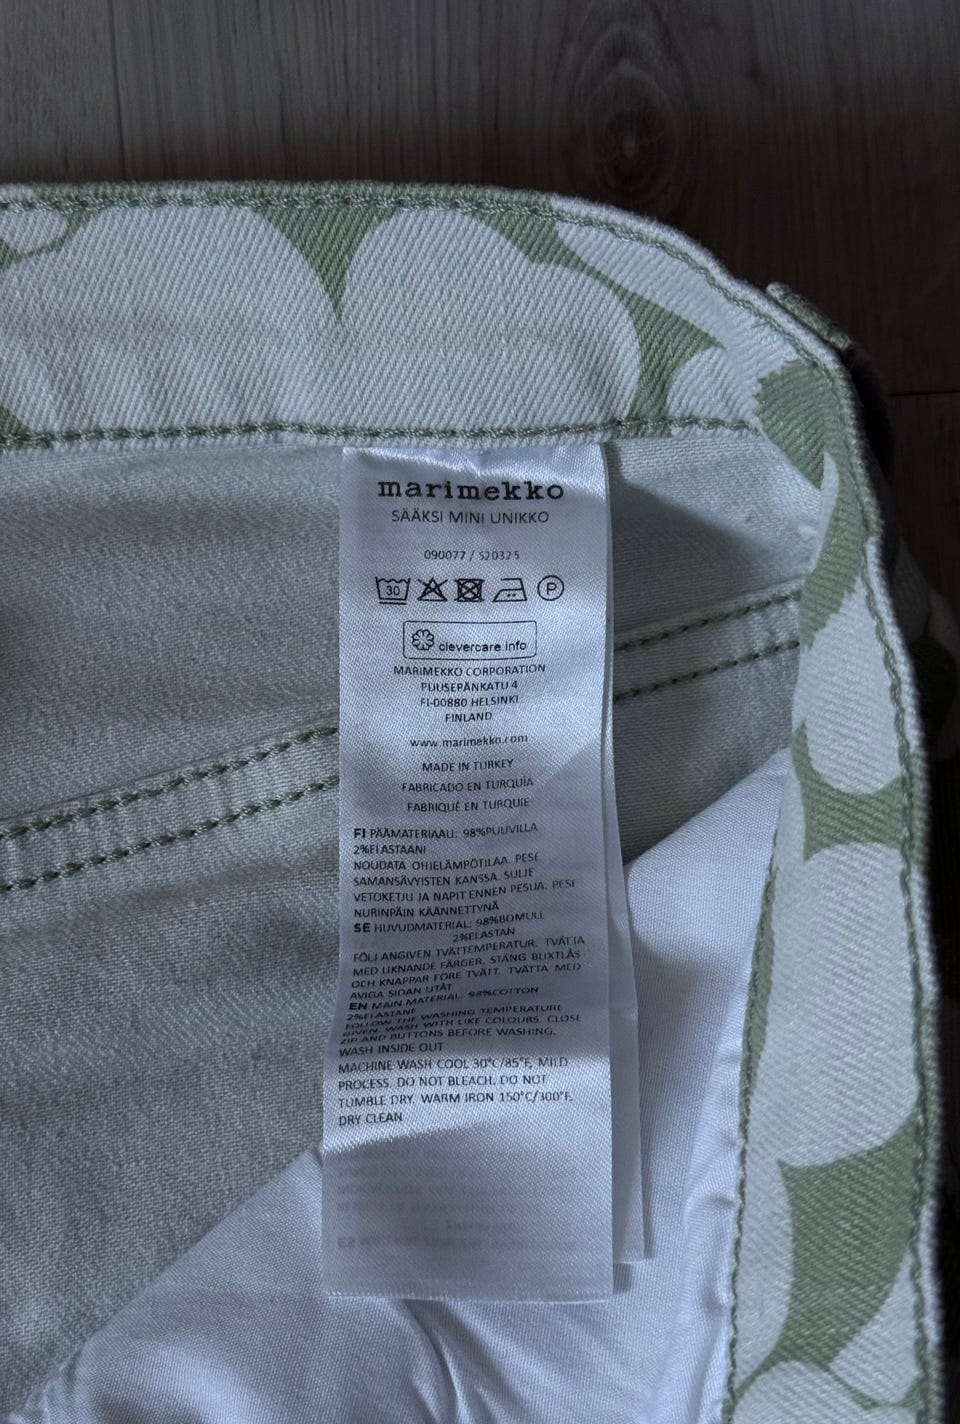 marimekko
SÄÄKSI MINI UNIKKO
090077 / S20325
30
P
clevercare.info
MARIMEKKO CORPORATION
PUUSEPÄNKATU 4
FI-00880 HELSINKI
FINLAND
www.marimekko.com
MADE IN TURKEY
FABRICADO EN TURQUÍA
FABRIQUÉ EN TURQUIE
FI PÄÄMATERIAALI: 98%PUUVILLA
2%ELASTAANI
NOUDATA OHJELÄMPÖTILAA. PESE
SAMANSÄVYISTEN KANSSA. SULJE
VETOKETJU JA NAPIT ENNEN PESUA. PESE
NURINPÄIN KÄÄNNETTYNÄ
SE HUVUDMATERIAL: 98%BOMULL
2%ELASTAN
FÖLJ ANGIVEN TVÄTTEMPERATUR. TVÄTTA
MED LIKNANDE FÄRGER. STÄNG BLIXTLÅS
OCH KNAPPAR FÖRE TVÄTT. TVÄTTA MED
AVIGA SIDAN UTÅT
EN MAIN MATERIAL: 98%COTTON
2%ELASTANE
FOLLOW THE WASHING TEMPERATURE
GIVEN. WASH WITH LIKE COLOURS. CLOSE
ZIP AND BUTTONS BEFORE WASHING.
WASH INSIDE OUT
MACHINE WASH COOL 30°C/85°F, MILD
PROCESS. DO NOT BLEACH. DO NOT
TUMBLE DRY. WARM IRON 150°C/300°F.
DRY CLEAN